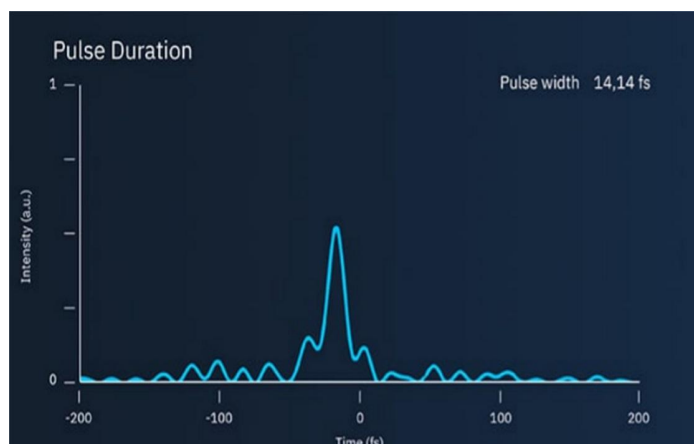 Pulse Duration
Pulse width 14,14 fs
1
Intensity (a.u.)
0
-200 -100 0 100 200
Time (fs)